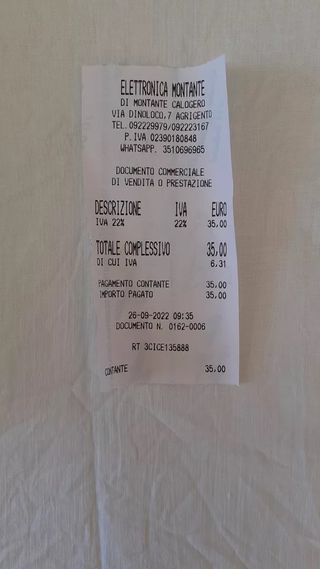 ELETTRONICA MONTANTE
DI MONTANTE CALOGERO
VIA DINOLOCO,7 AGRIGENTO
TEL.092229979/092223167
P.IVA 02390180848
WHATSAPP. 3510696965
DOCUMENTO COMMERCIALE
DI VENDITA O PRESTAZIONE
DESCRIZIONE IVA EURO
IVA 22% 22% 35,00
TOTALE COMPLESSIVO 35,00
DI CUI IVA 6,31
PAGAMENTO CONTANTE 35,00
IMPORTO PAGATO 35,00
26-09-2022 09:35
DOCUMENTO N. 0162-0006
RT 3CICE135888
CONTANTE 35,00